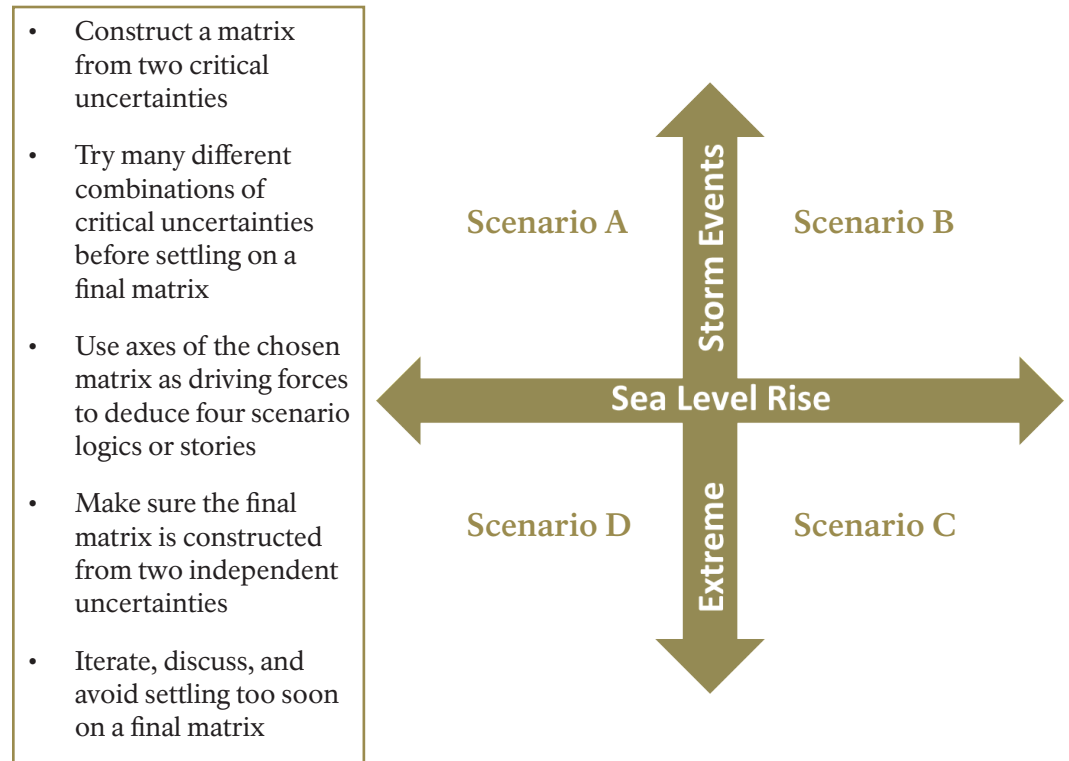 • Construct a matrix
from two critical
uncertainties
• Try many different
combinations of
critical uncertainties
before settling on a
final matrix
• Use axes of the chosen
matrix as driving forces
to deduce four scenario
logics or stories
• Make sure the final
matrix is constructed
from two independent
uncertainties
• Iterate, discuss, and
avoid settling too soon
on a final matrix
Scenario A
Scenario B
Extreme Storm Events
Sea Level Rise
Scenario D
Scenario C